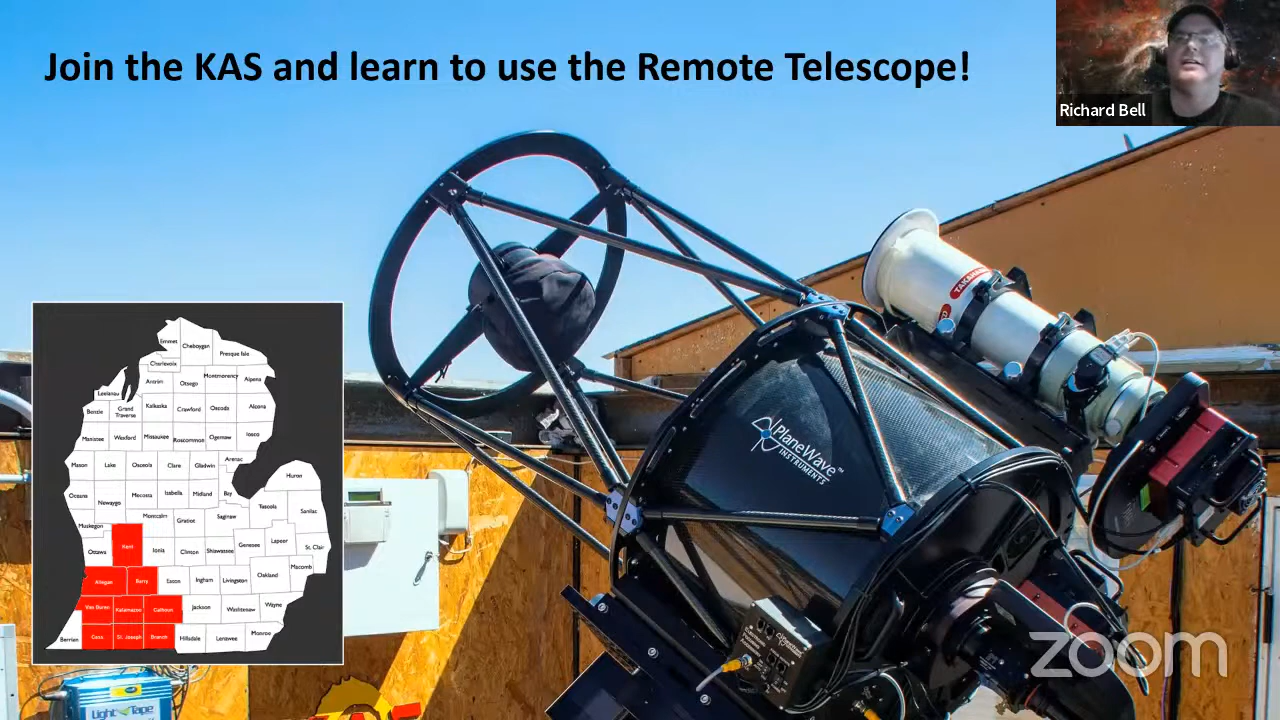 Join the KAS and learn to use the Remote Telescope!
Richard Bell
TAKAHASHI
PlaneWave™
INSTRUMENTS
Emmet
Cheboygan
Presque Isle
Charlevoix
Antrim
Otsego
Montmorency
Alpena
Leelanau
Benzie
Grand
Traverse
Kalkaska
Crawford
Oscoda
Alcona
Manistee
Wexford
Missaukee
Roscommon
Ogemaw
Iosco
Arenac
Mason
Lake
Osceola
Clare
Gladwin
Huron
Oceana
Newaygo
Mecosta
Isabella
Midland
Bay
Tuscola
Sanilac
Muskegon
Montcalm
Gratiot
Saginaw
Kent
Ottawa
Ionia
Clinton
Shiawassee
Genesee
Lapeer
St. Clair
Macomb
Allegan
Barry
Eaton
Ingham
Livingston
Oakland
Van Buren
Kalamazoo
Calhoun
Jackson
Washtenaw
Wayne
Berrien
Cass
St. Joseph
Branch
Hillsdale
Lenawee
Monroe
Light Tape
zoom